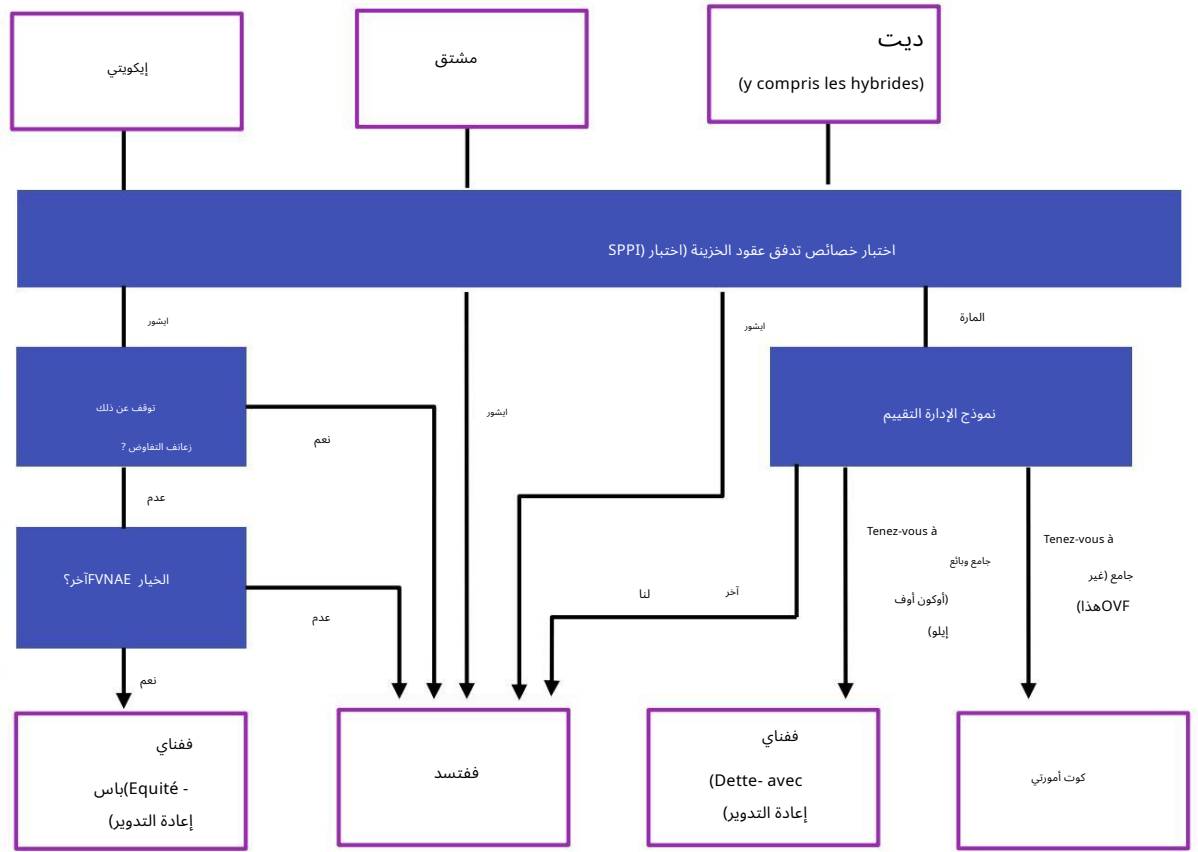 إيكويتي
مشتق
ديت
(y compris les hybrides)
اختبار خصائص تدفق عقود الخزينة (اختبار (SPPI
ايشور
ايشور
المارة
توقف عن ذلك
زعانف التفاوض ?
نعم
ايشور
نموذج الإدارة التقييم
عدم
الخيار FVNAEآخر؟
عدم
لنا
آخر
Tenez-vous à
جامع وبائع
(أوكون أوف
إيلو)
Tenez-vous à
جامع (غير
OVFهذا)
نعم
ففناي
Equité -)باس
إعادة التدوير)
ففتسد
ففناي
(Dette- avec
إعادة التدوير)
كوت أمورتي